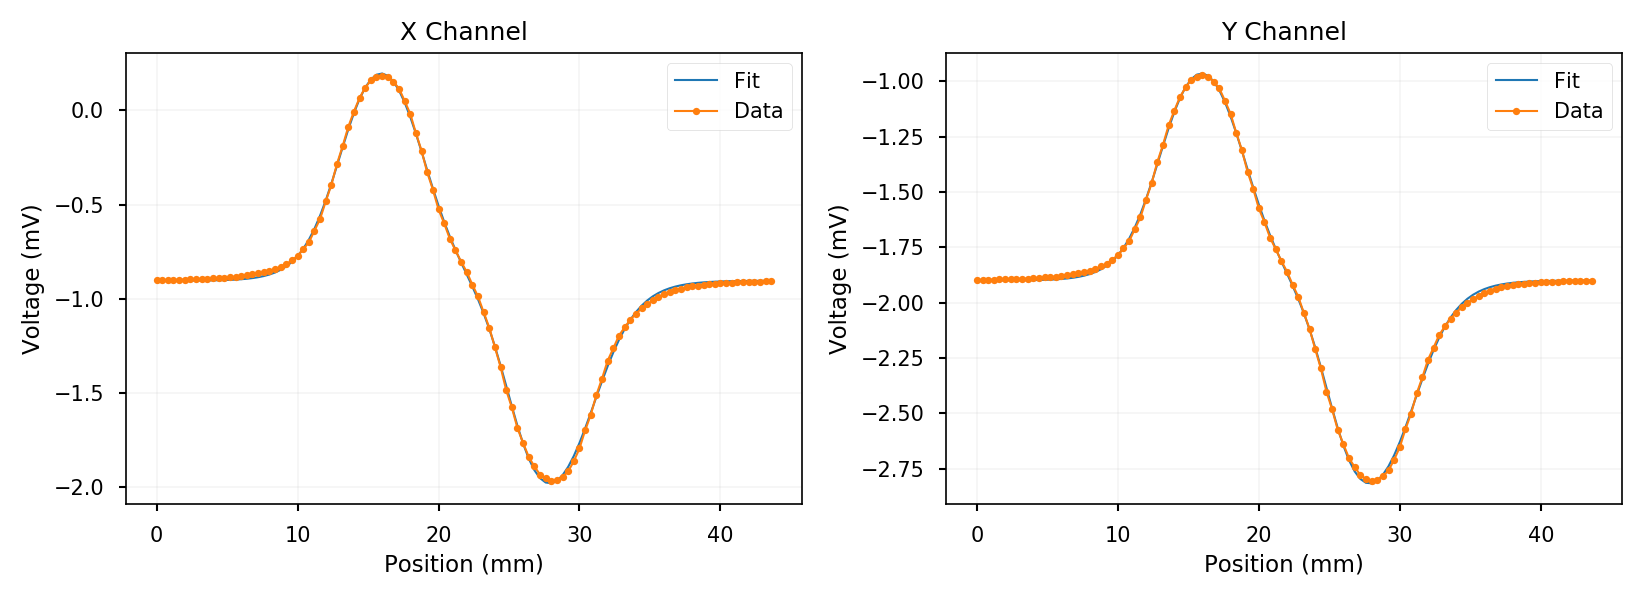 X Channel
Voltage (mV)
0.0
−0.5
−1.0
−1.5
−2.0
0 10 20 30 40
Position (mm)
Fit
Data
Y Channel
Voltage (mV)
−1.00
−1.25
−1.50
−1.75
−2.00
−2.25
−2.50
−2.75
0 10 20 30 40
Position (mm)
Fit
Data